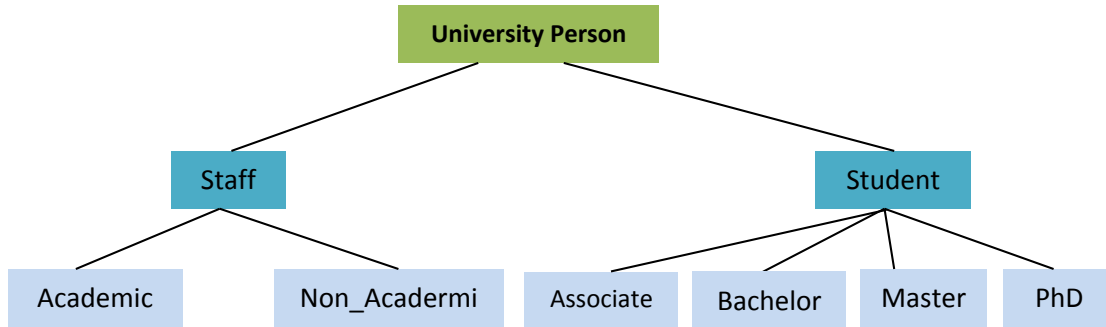 University Person
Staff
Student
Academic
Non_Acadermi
Associate
Bachelor
Master
PhD